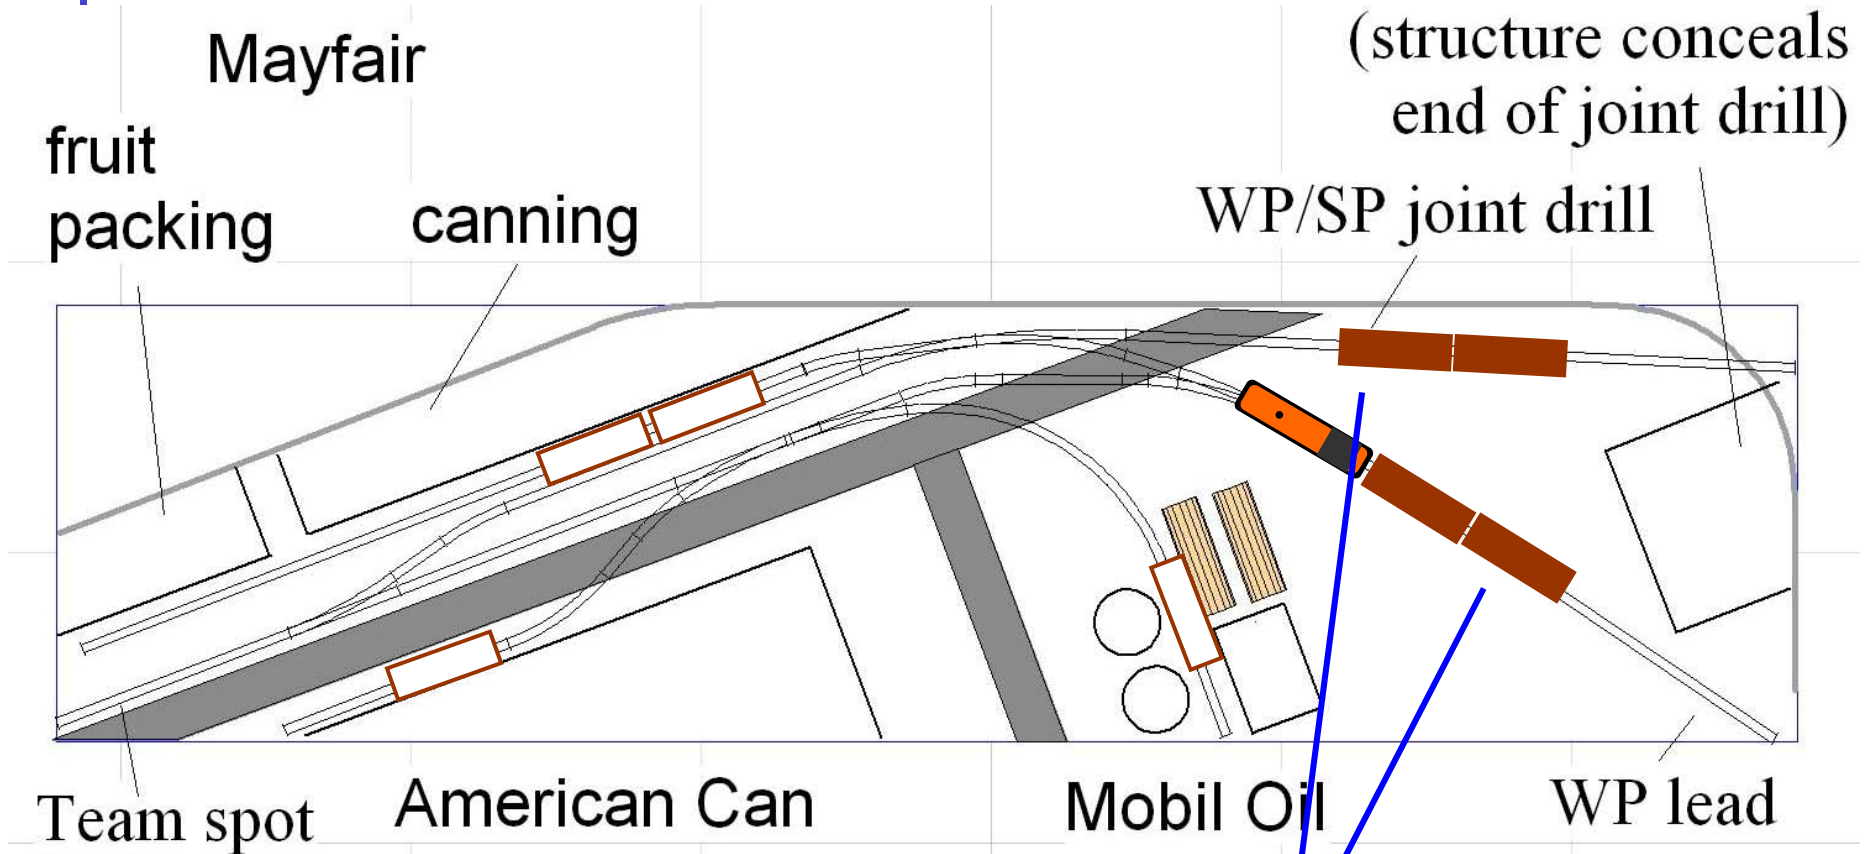 Mayfair
(structure conceals
end of joint drill)
fruit
packing
canning
WP/SP joint drill
Team spot
American Can
Mobil Oil
WP lead